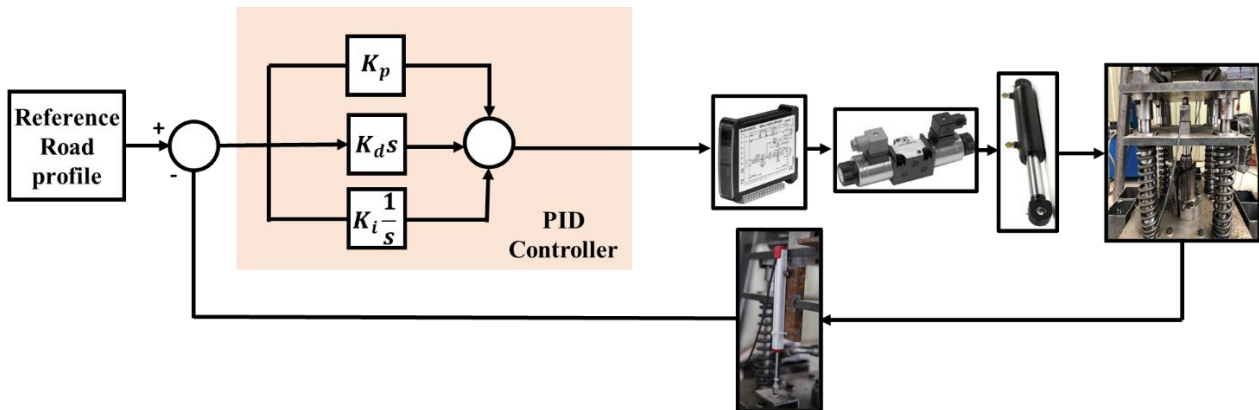 Reference
Road
profile
+
-
K_p
K_d s
K_i 1/s
PID
Controller